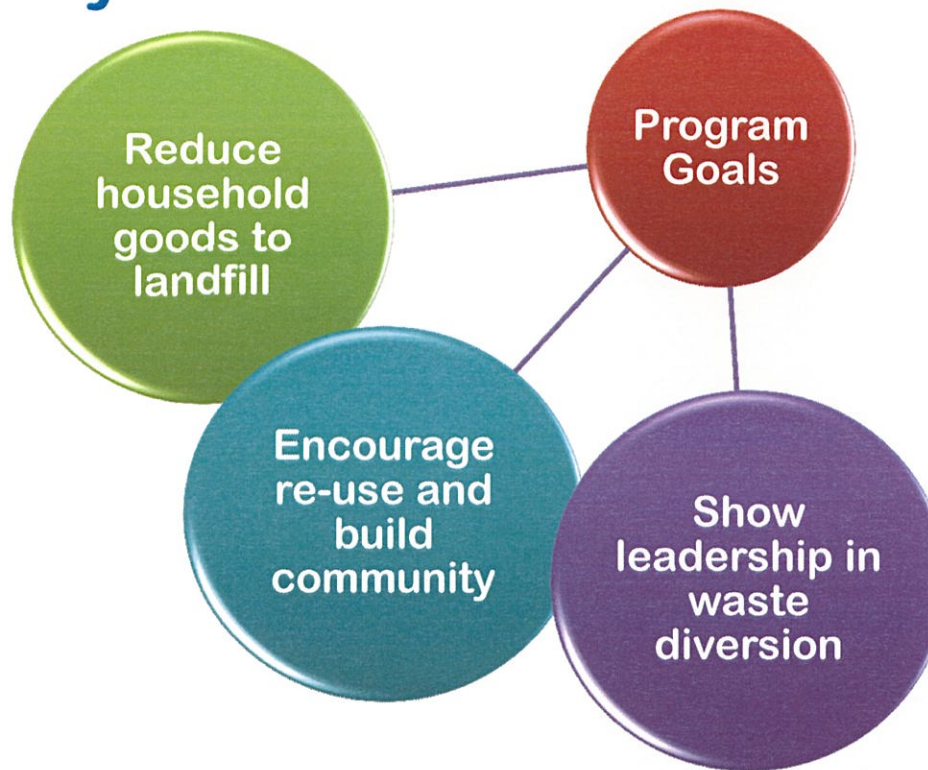 Program
Goals
Reduce
household
goods to
landfill
Encourage
re-use and
build
community
Show
leadership in
waste
diversion